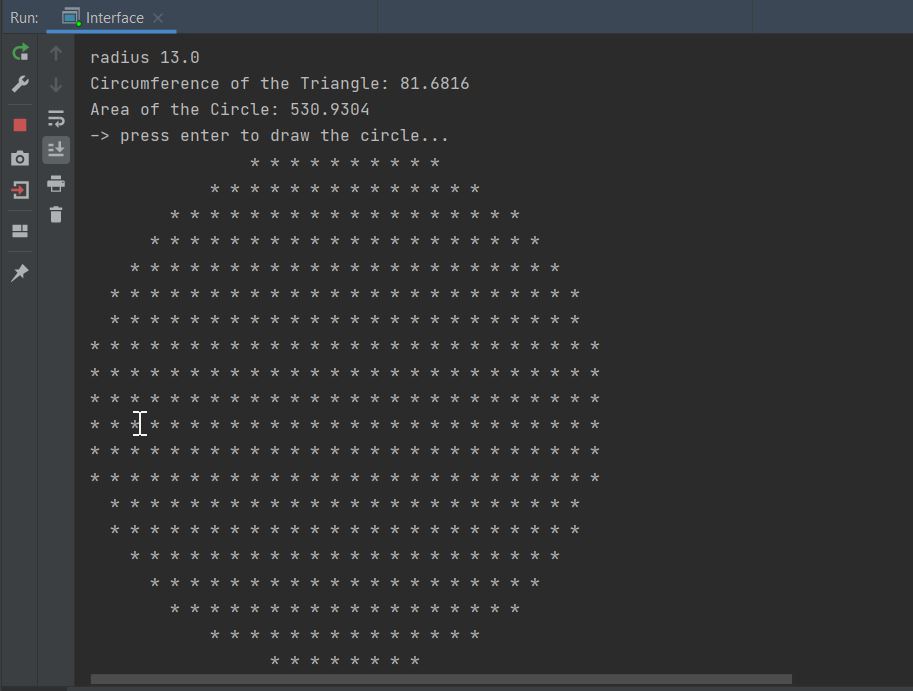 Run: Interface
radius 13.0
Circumference of the Triangle: 81.6816
Area of the Circle: 530.9304
-> press enter to draw the circle...
                * * * * * * * * * *
            * * * * * * * * * * * * * *
        * * * * * * * * * * * * * * * * * *
      * * * * * * * * * * * * * * * * * * * *
    * * * * * * * * * * * * * * * * * * * * * *
  * * * * * * * * * * * * * * * * * * * * * * * *
  * * * * * * * * * * * * * * * * * * * * * * * *
* * * * * * * * * * * * * * * * * * * * * * * * * *
* * * * * * * * * * * * * * * * * * * * * * * * * *
* * * * * * * * * * * * * * * * * * * * * * * * * *
* * * * * * * * * * * * * * * * * * * * * * * * * *
* * * * * * * * * * * * * * * * * * * * * * * * * *
* * * * * * * * * * * * * * * * * * * * * * * * * *
  * * * * * * * * * * * * * * * * * * * * * * * *
  * * * * * * * * * * * * * * * * * * * * * * * *
    * * * * * * * * * * * * * * * * * * * * * *
      * * * * * * * * * * * * * * * * * * * *
        * * * * * * * * * * * * * * * * * *
            * * * * * * * * * * * * * *
                  * * * * * * * *